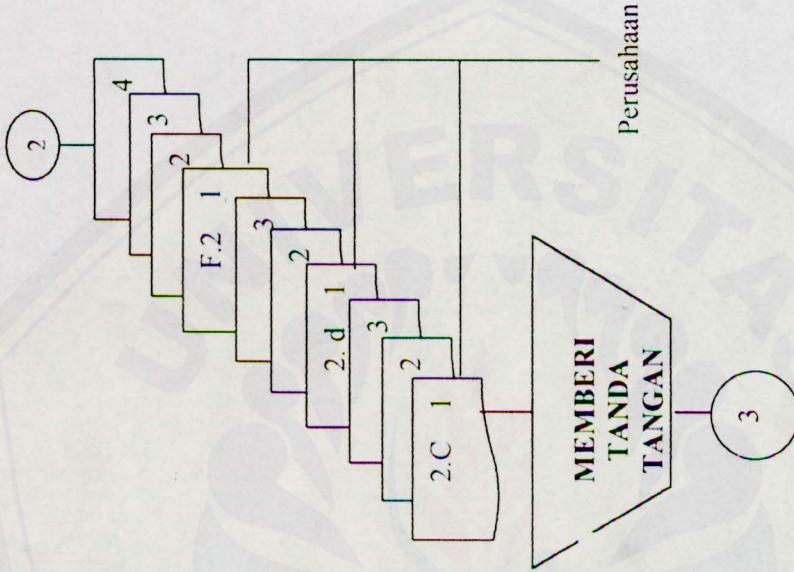 2
4
3
2
F.2 1
3
2
2. d 1
3
2
2.C 1
Perusahaan
MEMBERI
TANDA
TANGAN
3
UNIVERSITA